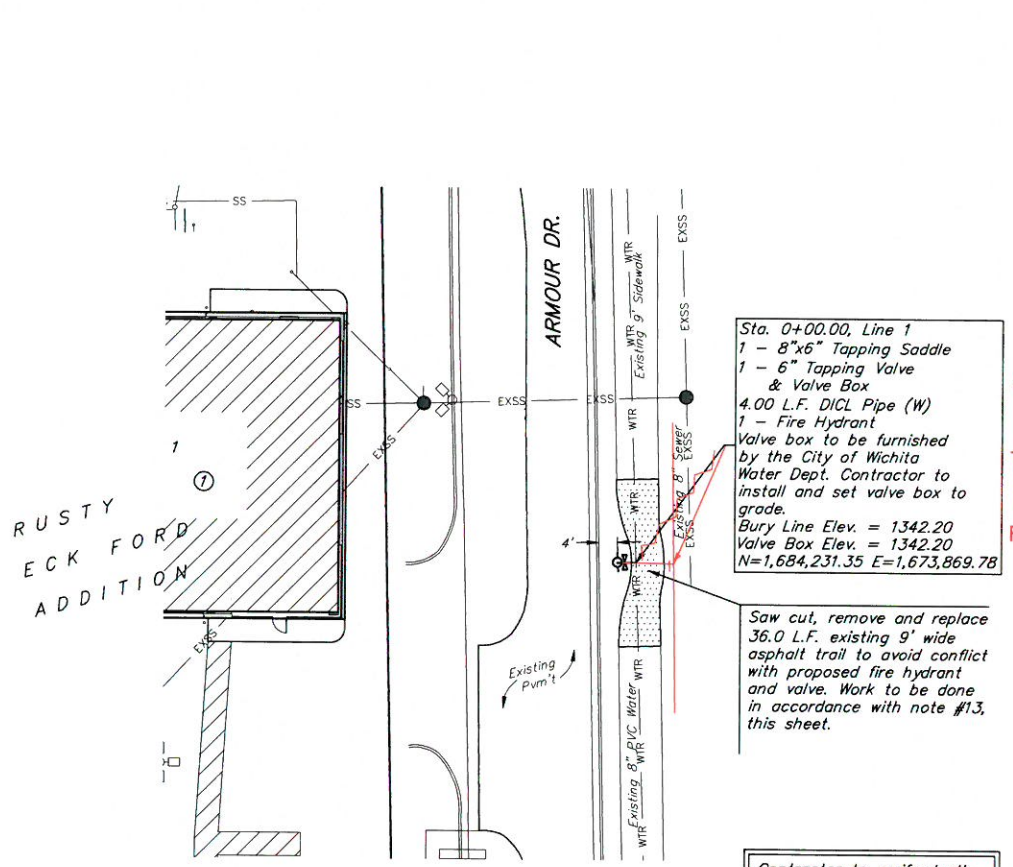 SS
ARMOUR DR.
WTR
WTR
Existing 9' Sidewalk
EXSS
EXSS
SS
EXSS
EXSS
EXSS
WTR
Existing 8" Sewer
EXSS
EXSS
WTR
WTR
WTR
4'
1
1
RUSTY
ECK FORD
ADDITION
EXSS
Existing
Pvm't
WTR
Existing 8" PVC Water
WTR
WTR
Sta. 0+00.00, Line 1
1 - 8"x6" Tapping Saddle
1 - 6" Tapping Valve
& Valve Box
4.00 L.F. DICL Pipe (W)
1 - Fire Hydrant
Valve box to be furnished
by the City of Wichita
Water Dept. Contractor to
install and set valve box to
grade.
Bury Line Elev. = 1342.20
Valve Box Elev. = 1342.20
N=1,684,231.35 E=1,673,869.78
Saw cut, remove and replace
36.0 L.F. existing 9' wide
asphalt trail to avoid conflict
with proposed fire hydrant
and valve. Work to be done
in accordance with note #13,
this sheet.